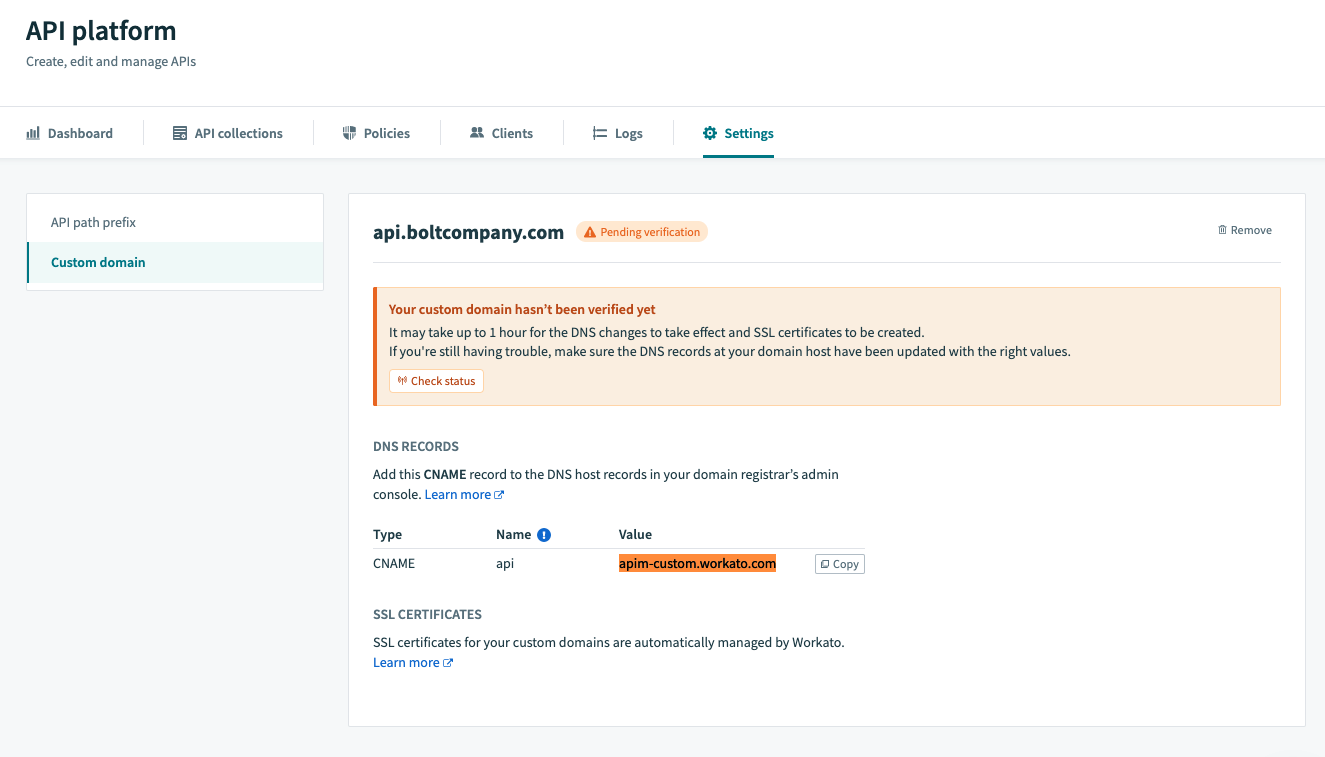 API platform
Create, edit and manage APIs
Dashboard
API collections
Policies
Clients
Logs
Settings
API path prefix
Custom domain
api.boltcompany.com
Pending verification
Remove
Your custom domain hasn’t been verified yet
It may take up to 1 hour for the DNS changes to take effect and SSL certificates to be created.
If you're still having trouble, make sure the DNS records at your domain host have been updated with the right values.
Check status
DNS RECORDS
Add this CNAME record to the DNS host records in your domain registrar’s admin
console. Learn more
Type Name Value
CNAME api apim-custom.workato.com Copy
SSL CERTIFICATES
SSL certificates for your custom domains are automatically managed by Workato.
Learn more